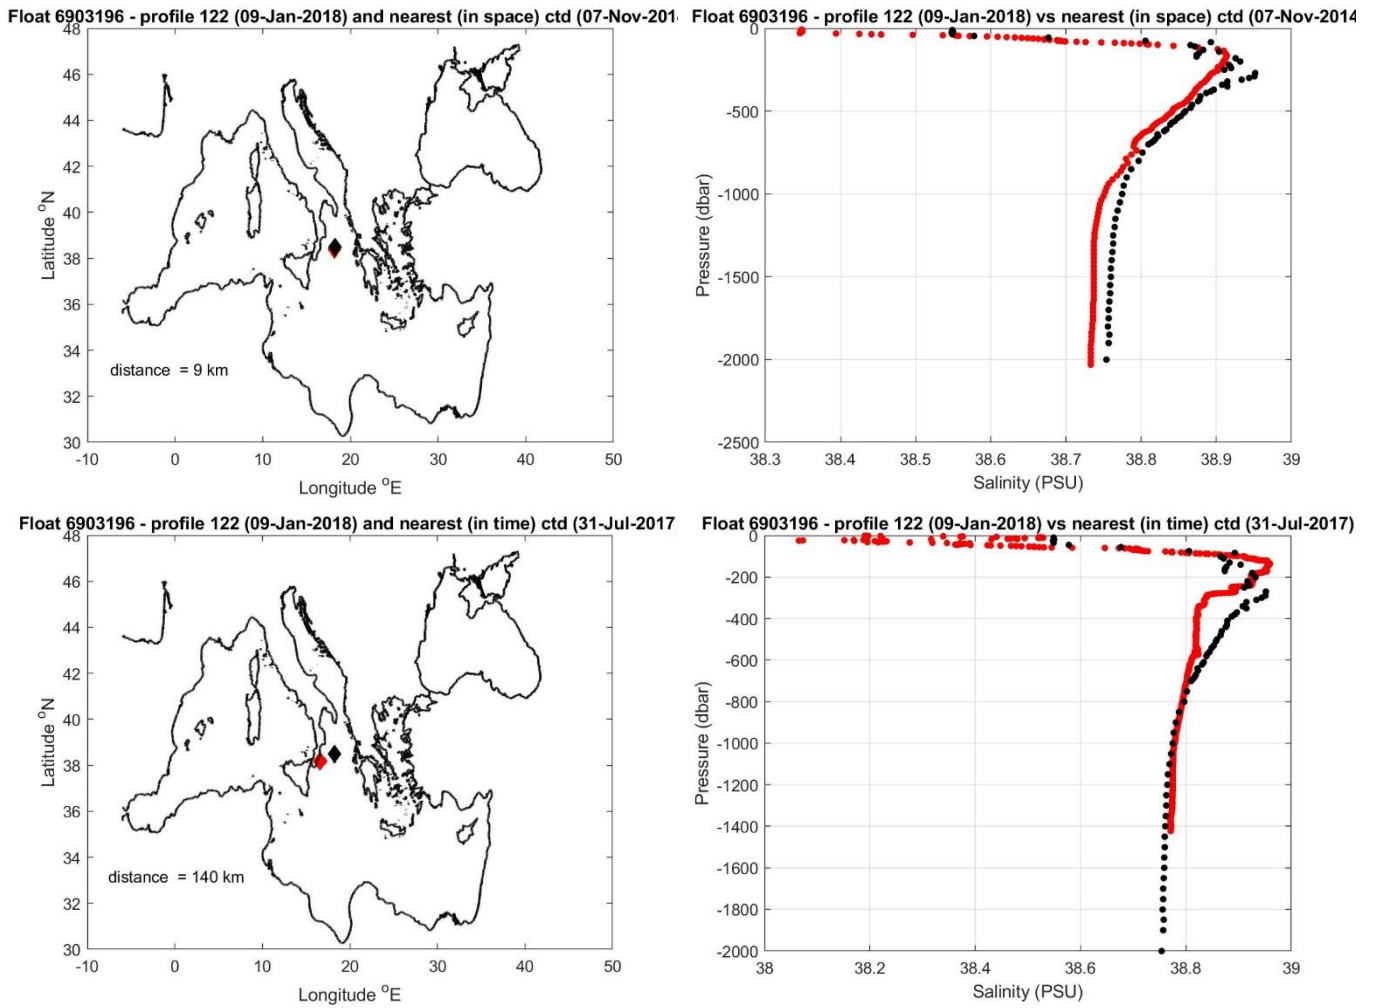 Float 6903196 - profile 122 (09-Jan-2018) and nearest (in space) ctd (07-Nov-201
48
46
44
42
40
38
36
34
32
30
Latitude °N
distance = 9 km
-10 0 10 20 30 40 50
Longitude °E
Float 6903196 - profile 122 (09-Jan-2018) vs nearest (in space) ctd (07-Nov-2014
0
-500
-1000
-1500
-2000
-2500
Pressure (dbar)
38.3 38.4 38.5 38.6 38.7 38.8 38.9 39
Salinity (PSU)
Float 6903196 - profile 122 (09-Jan-2018) and nearest (in time) ctd (31-Jul-2017
48
46
44
42
40
38
36
34
32
30
Latitude °N
distance = 140 km
-10 0 10 20 30 40 50
Longitude °E
Float 6903196 - profile 122 (09-Jan-2018) vs nearest (in time) ctd (31-Jul-2017)
0
-200
-400
-600
-800
-1000
-1200
-1400
-1600
-1800
-2000
Pressure (dbar)
38 38.2 38.4 38.6 38.8 39
Salinity (PSU)